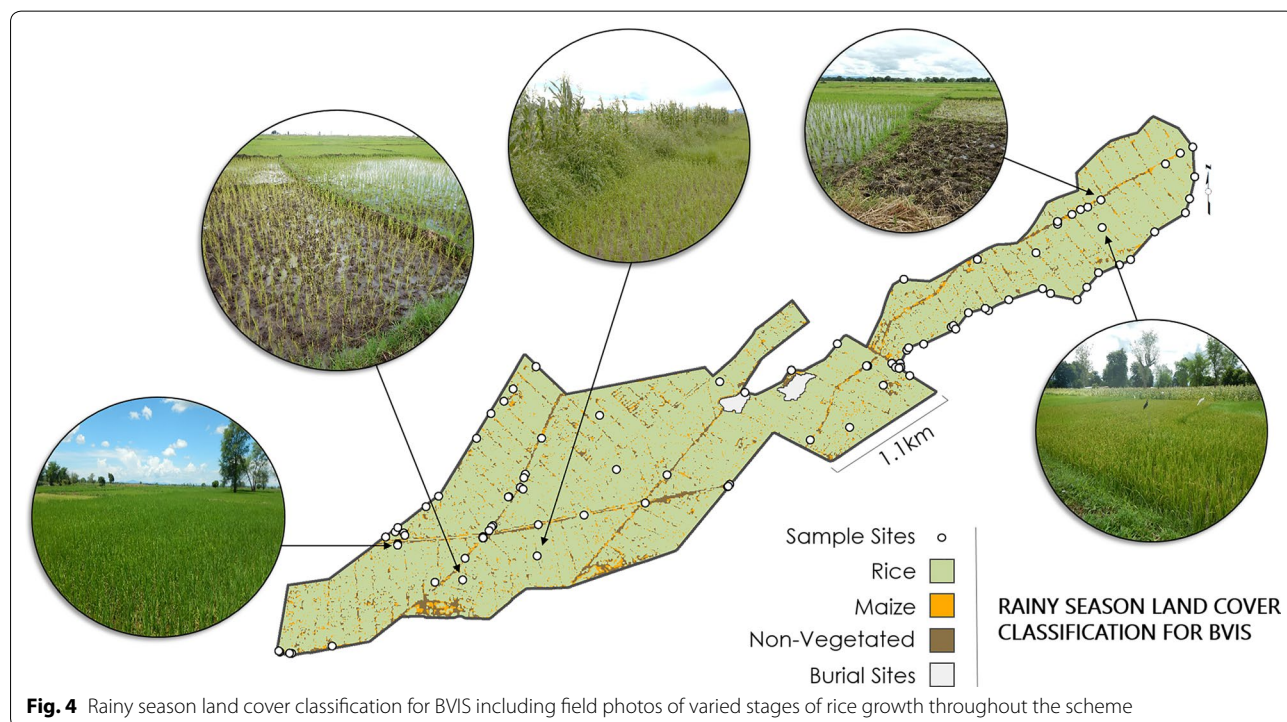 1.1km
Sample Sites
Rice
Maize
Non-Vegetated
Burial Sites
RAINY SEASON LAND COVER
CLASSIFICATION FOR BVIS
Fig. 4 Rainy season land cover classification for BVIS including field photos of varied stages of rice growth throughout the scheme